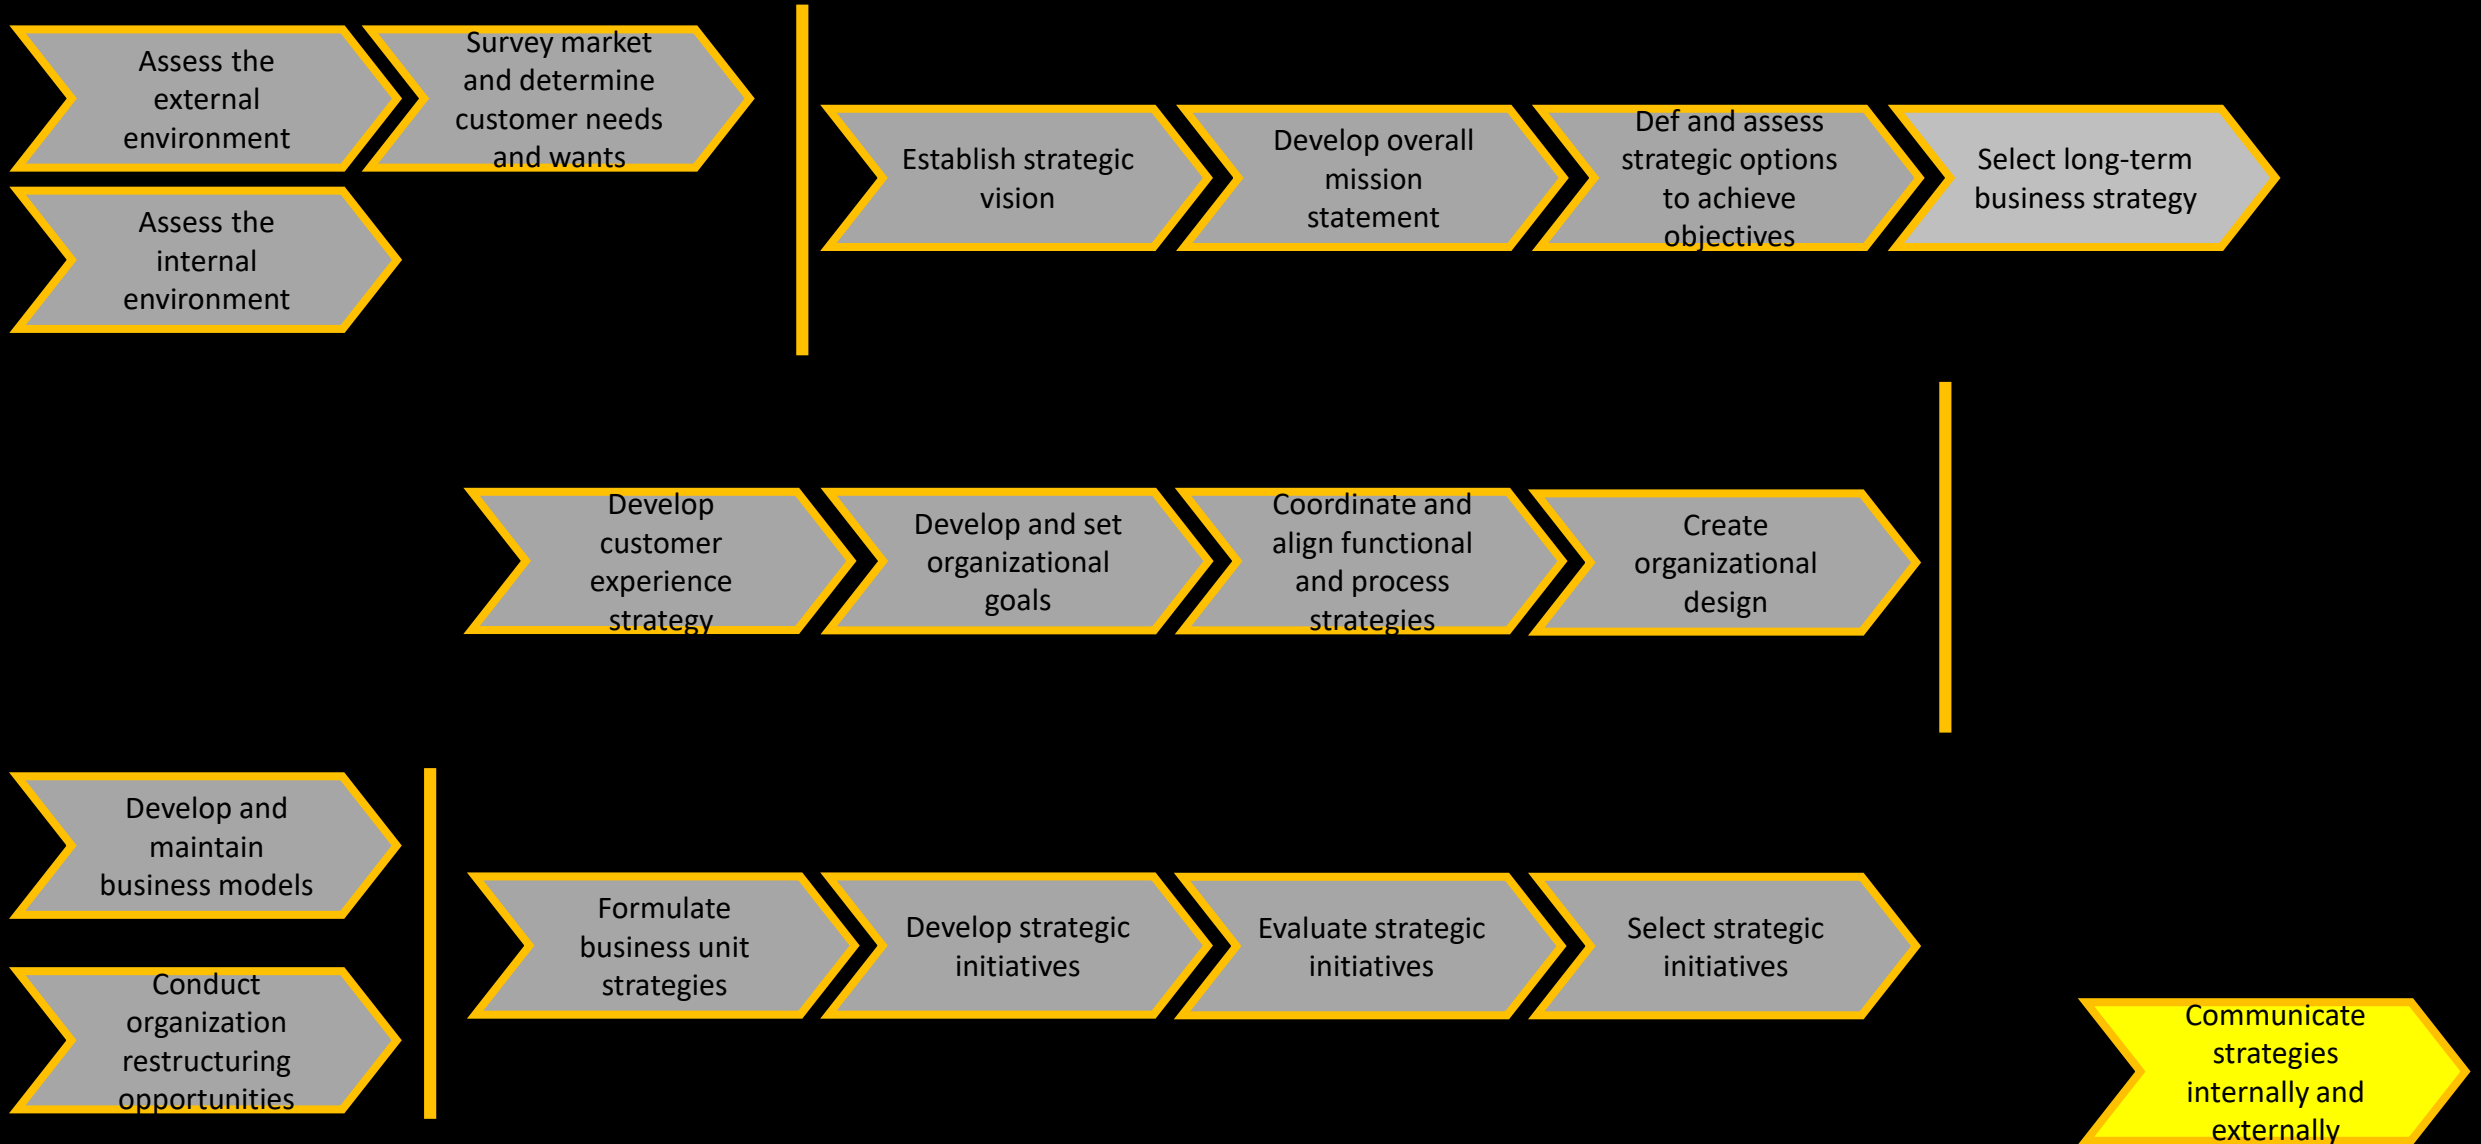 Assess the
external
environment
Survey market
and determine
customer needs
and wants
Assess the
internal
environment
Establish strategic
vision
Develop overall
mission
statement
Def and assess
strategic options
to achieve
objectives
Select long-term
business strategy
Develop
customer
experience
strategy
Develop and set
organizational
goals
Coordinate and
align functional
and process
strategies
Create
organizational
design
Develop and
maintain
business models
Conduct
organization
restructuring
opportunities
Formulate
business unit
strategies
Develop strategic
initiatives
Evaluate strategic
initiatives
Select strategic
initiatives
Communicate
strategies
internally and
externally